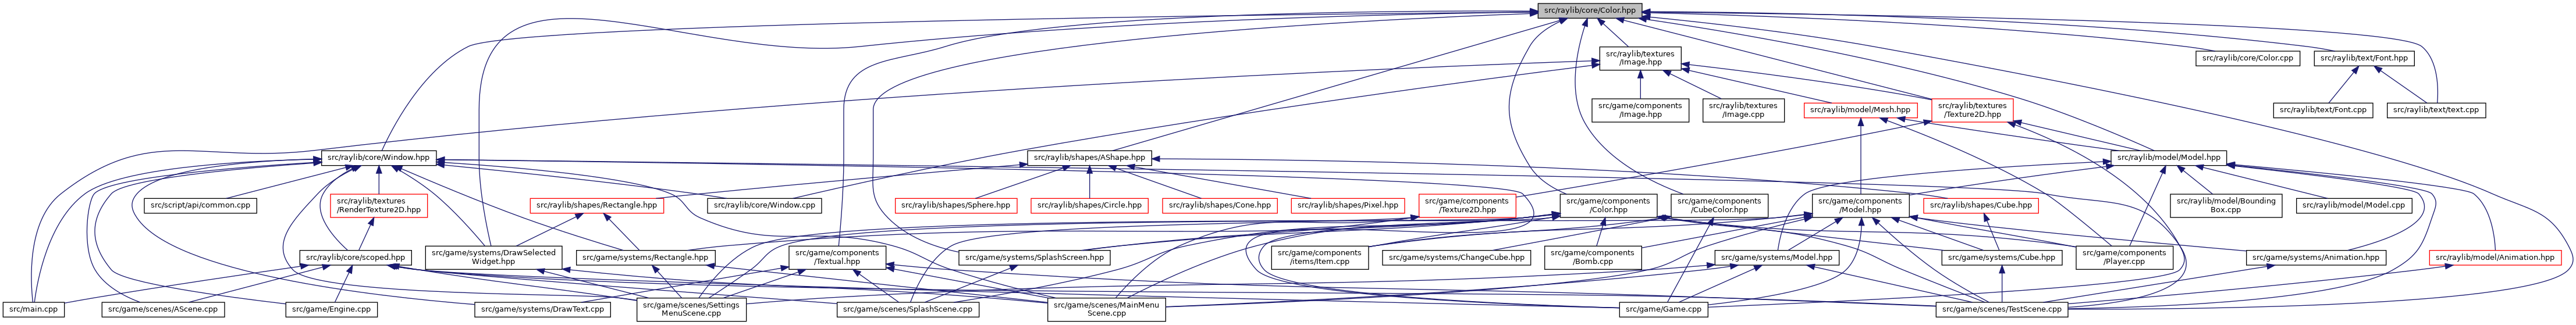 src/raylib/core/Color.hpp
src/raylib/textures
/Image.hpp
src/raylib/core/Color.cpp
src/raylib/text/Font.hpp
src/game/components
/Image.hpp
src/raylib/textures
/Image.cpp
src/raylib/model/Mesh.hpp
src/raylib/textures
/Texture2D.hpp
src/raylib/text/Font.cpp
src/raylib/text/text.cpp
src/raylib/core/Window.hpp
src/raylib/shapes/AShape.hpp
src/raylib/model/Model.hpp
src/script/api/common.cpp
src/raylib/textures
/RenderTexture2D.hpp
src/raylib/shapes/Rectangle.hpp
src/raylib/core/Window.cpp
src/raylib/shapes/Sphere.hpp
src/raylib/shapes/Circle.hpp
src/raylib/shapes/Cone.hpp
src/raylib/shapes/Pixel.hpp
src/game/components
/Texture2D.hpp
src/game/components
/Color.hpp
src/game/components
/CubeColor.hpp
src/game/components
/Model.hpp
src/raylib/shapes/Cube.hpp
src/raylib/model/Bounding
Box.cpp
src/raylib/model/Model.cpp
src/raylib/core/scoped.hpp
src/game/systems/DrawSelected
Widget.hpp
src/game/systems/Rectangle.hpp
src/game/components
/Textual.hpp
src/game/systems/SplashScreen.hpp
src/game/components
items/Item.cpp
src/game/systems/ChangeCube.hpp
src/game/components
/Bomb.cpp
src/game/systems/Model.hpp
src/game/systems/Cube.hpp
src/game/components
/Player.cpp
src/game/systems/Animation.hpp
src/raylib/model/Animation.hpp
src/main.cpp
src/game/scenes/AScene.cpp
src/game/Engine.cpp
src/game/systems/DrawText.cpp
src/game/scenes/Settings
MenuScene.cpp
src/game/scenes/SplashScene.cpp
src/game/scenes/MainMenu
Scene.cpp
src/game/Game.cpp
src/game/scenes/TestScene.cpp